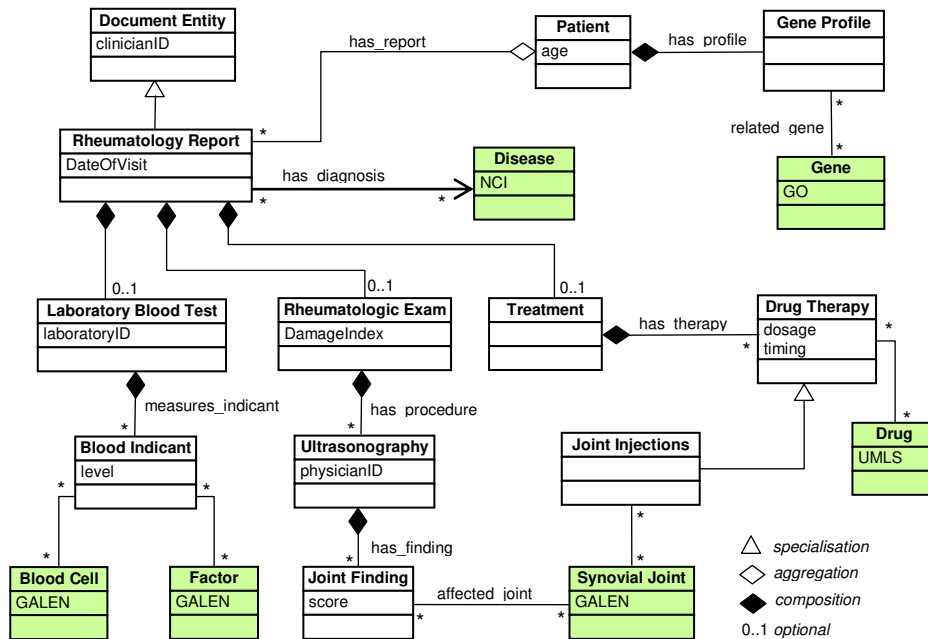 Document Entity
clinicianID
has_report
Patient
age
has_profile
Gene Profile
*
related_gene
*
Gene
GO
*
Rheumatology Report
DateOfVisit
has_diagnosis
*
*
Disease
NCI
0..1
0..1
0..1
Laboratory Blood Test
laboratoryID
Rheumatologic Exam
DamageIndex
Treatment
has_therapy
*
Drug Therapy
dosage
timing
*
*
Drug
UMLS
measures_indicant
*
Blood Indicant
level
*
*
*
*
Blood Cell
GALEN
Factor
GALEN
has_procedure
*
Ultrasonography
physicianID
has_finding
*
Joint Finding
score
*
affected_joint
*
Joint Injections
*
*
Synovial Joint
GALEN
specialisation
aggregation
composition
0..1 optional